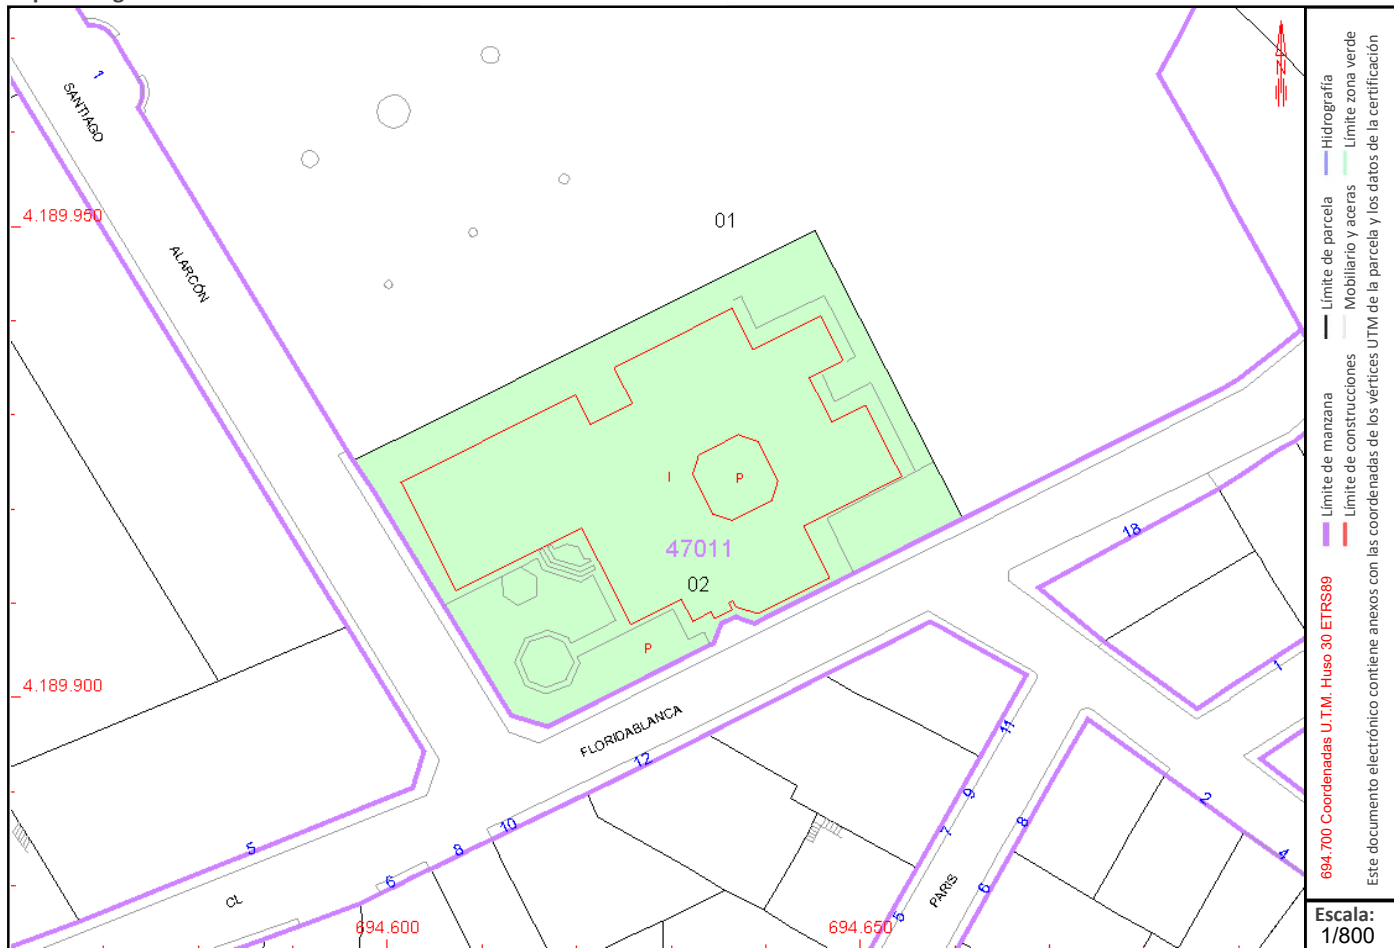 1
SANTIAGO
ALARCÓN
4.189.950
01
I
P
47011
02
P
4.189.900
FLORIDABLANCA
18
1
11
12
9
7
10
8
6
5
CL
5
PARIS
8
6
2
4
694.600
694.650
Hidrografía
Límite zona verde
Límite de parcela
Mobiliario y aceras
Límite de manzana
Límite de construcciones
694.700 Coordenadas U.T.M. Huso 30 ETRS89
Este documento electrónico contiene anexos con las coordenadas de los vértices UTM de la parcela y los datos de la certificación
Escala:
1/800